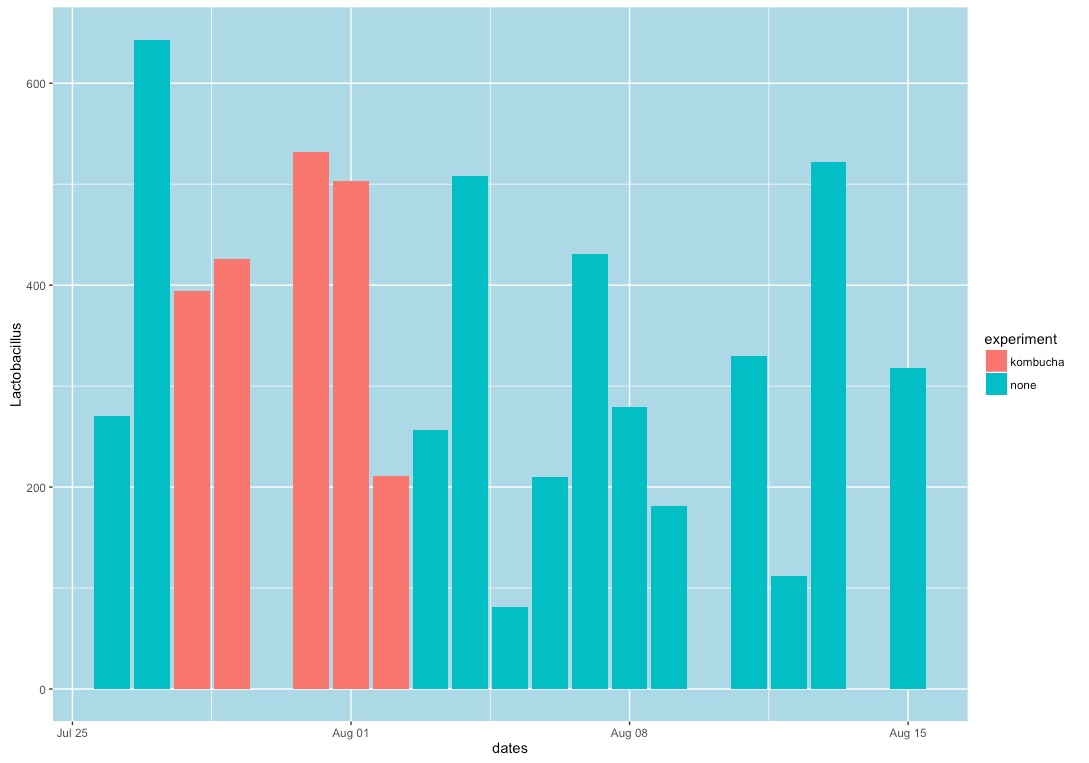 600
400
200
0
Lactobacillus
Jul 25
Aug 01
Aug 08
Aug 15
dates
experiment
kombucha
none